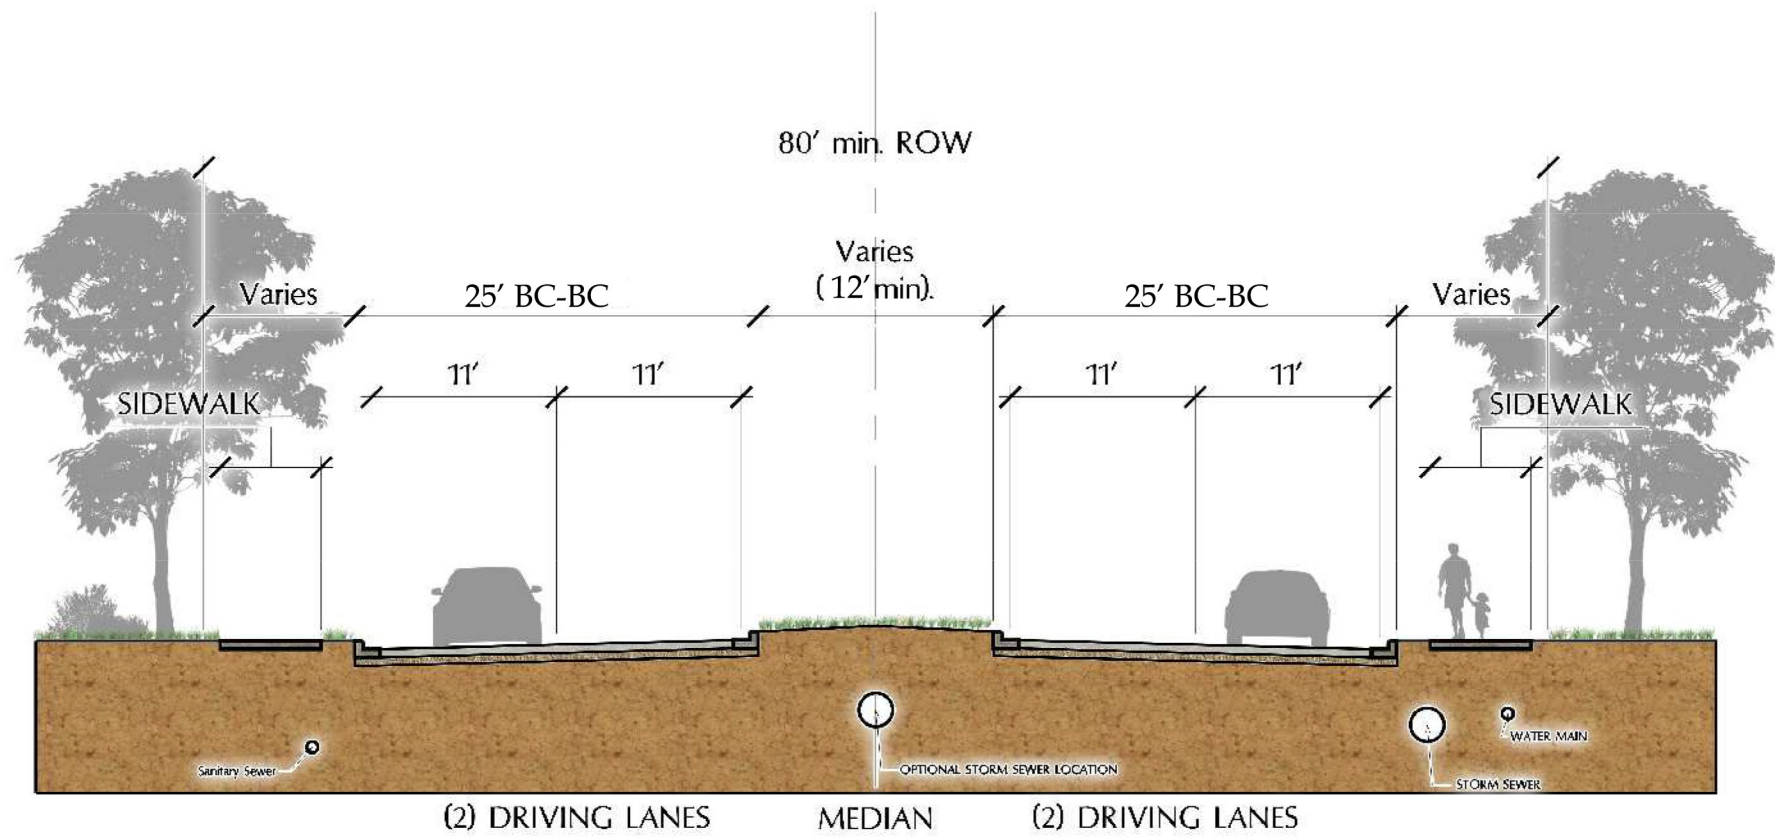 80' min. ROW
Varies
( 12' min).
Varies
25' BC-BC
25' BC-BC
Varies
11'
11'
11'
11'
SIDEWALK
SIDEWALK
Sanitary Sewer
OPTIONAL STORM SEWER LOCATION
WATER MAIN
STORM SEWER
(2) DRIVING LANES
MEDIAN
(2) DRIVING LANES